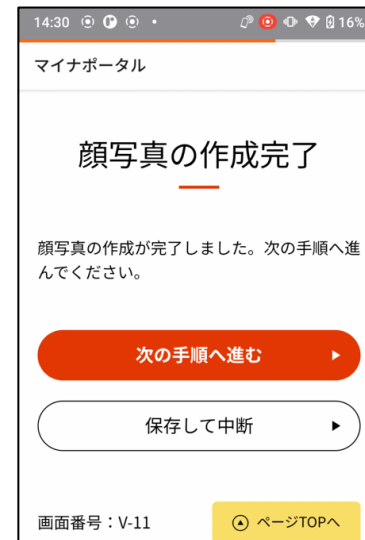 14:30
16%
マイナポータル
顔写真の作成完了
顔写真の作成が完了しました。次の手順へ進
んでください。
次の手順へ進む
保存して中断
画面番号：V-11
ページTOPへ